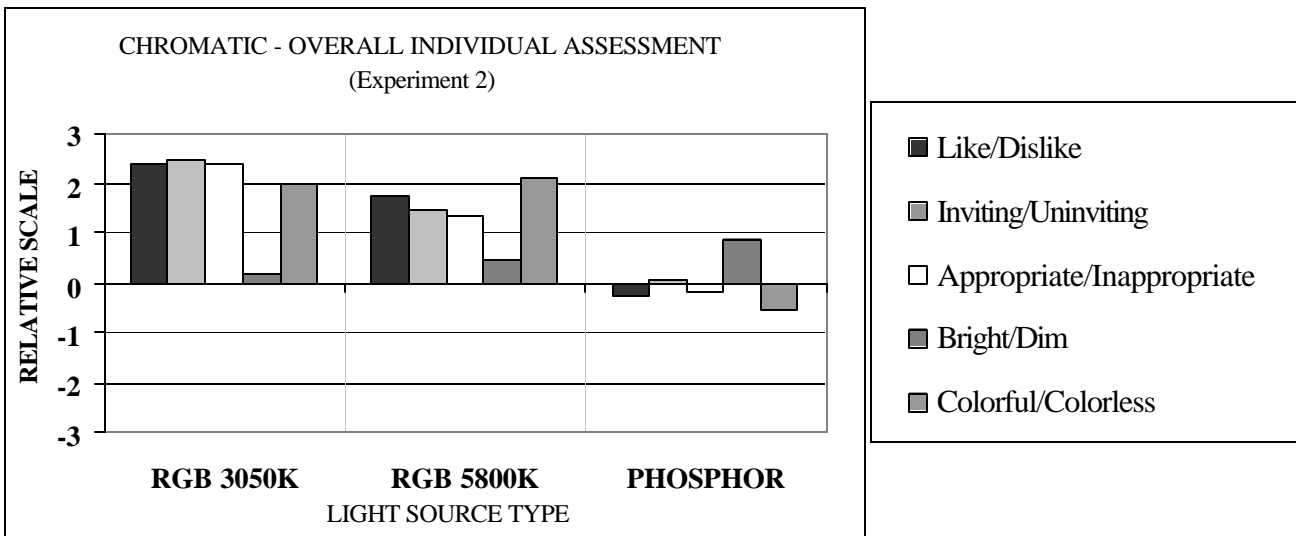 CHROMATIC - OVERALL INDIVIDUAL ASSESSMENT
(Experiment 2)
RELATIVE SCALE
3
2
1
0
-1
-2
-3
RGB 3050K
RGB 5800K
PHOSPHOR
LIGHT SOURCE TYPE
Like/Dislike
Inviting/Uninviting
Appropriate/Inappropriate
Bright/Dim
Colorful/Colorless